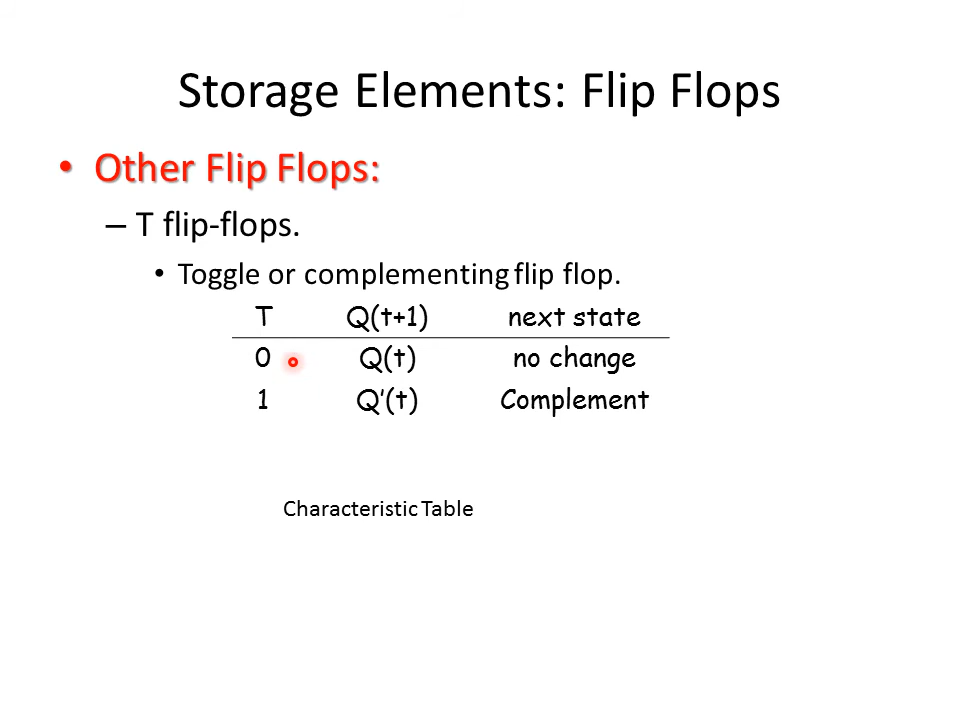 Storage Elements: Flip Flops
• Other Flip Flops:
– T flip-flops.
• Toggle or complementing flip flop.
T Q(t+1) next state
0 Q(t) no change
1 Q’(t) Complement
Characteristic Table